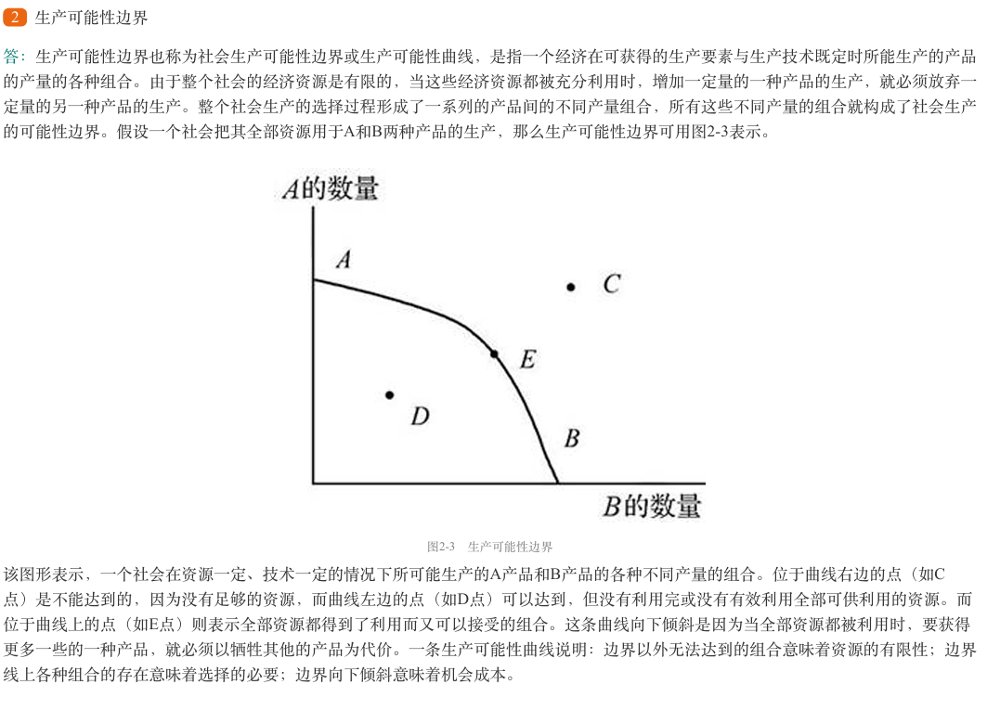 2 生产可能性边界
答：生产可能性边界也称为社会生产可能性边界或生产可能性曲线，是指一个经济在可获得的生产要素与生产技术既定时所能生产的产品
的产量的各种组合。由于整个社会的经济资源是有限的，当这些经济资源都被充分利用时，增加一定量的一种产品的生产，就必须放弃一
定量的另一种产品的生产。整个社会生产的选择过程形成了一系列的产品间的不同产量组合，所有这些不同产量的组合就构成了社会生产
的可能性边界。假设一个社会把其全部资源用于A和B两种产品的生产，那么生产可能性边界可用图2-3表示。
A的数量
A
C
E
D
B
B的数量
图2-3 生产可能性边界
该图形表示，一个社会在资源一定、技术一定的情况下所可能生产的A产品和B产品的各种不同产量的组合。位于曲线右边的点（如C
点）是不能达到的，因为没有足够的资源，而曲线左边的点（如D点）可以达到，但没有利用完或没有有效利用全部可供利用的资源。而
位于曲线上的点（如E点）则表示全部资源都得到了利用而又可以接受的组合。这条曲线向下倾斜是因为当全部资源都被利用时，要获得
更多一些的一种产品，就必须以牺牲其他的产品为代价。一条生产可能性曲线说明：边界以外无法达到的组合意味着资源的有限性；边界
线上各种组合的存在意味着选择的必要；边界向下倾斜意味着机会成本。